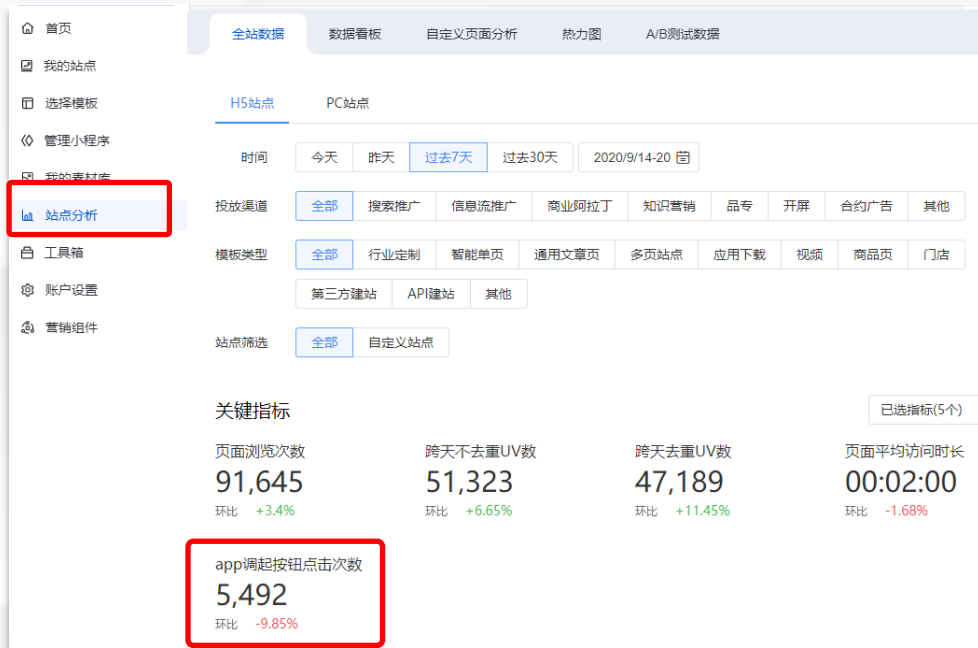 首页
我的站点
选择模板
管理小程序
我的素材库
站点分析
工具箱
账户设置
营销组件
全站数据 数据看板 自定义页面分析 热力图 A/B测试数据
H5站点 PC站点
时间 今天 昨天 过去7天 过去30天 2020/9/14-20
投放渠道 全部 搜索推广 信息流推广 商业阿拉丁 知识营销 品专 开屏 合约广告 其他
模板类型 全部 行业定制 智能单页 通用文章页 多页站点 应用下载 视频 商品页 门店
第三方建站 API建站 其他
站点筛选 全部 自定义站点
关键指标 已选指标(5个)
页面浏览次数 跨天不去重UV数 跨天去重UV数 页面平均访问时长
91,645 51,323 47,189 00:02:00
环比 +3.4% 环比 +6.65% 环比 +11.45% 环比 -1.68%
app调起按钮点击次数
5,492
环比 -9.85%